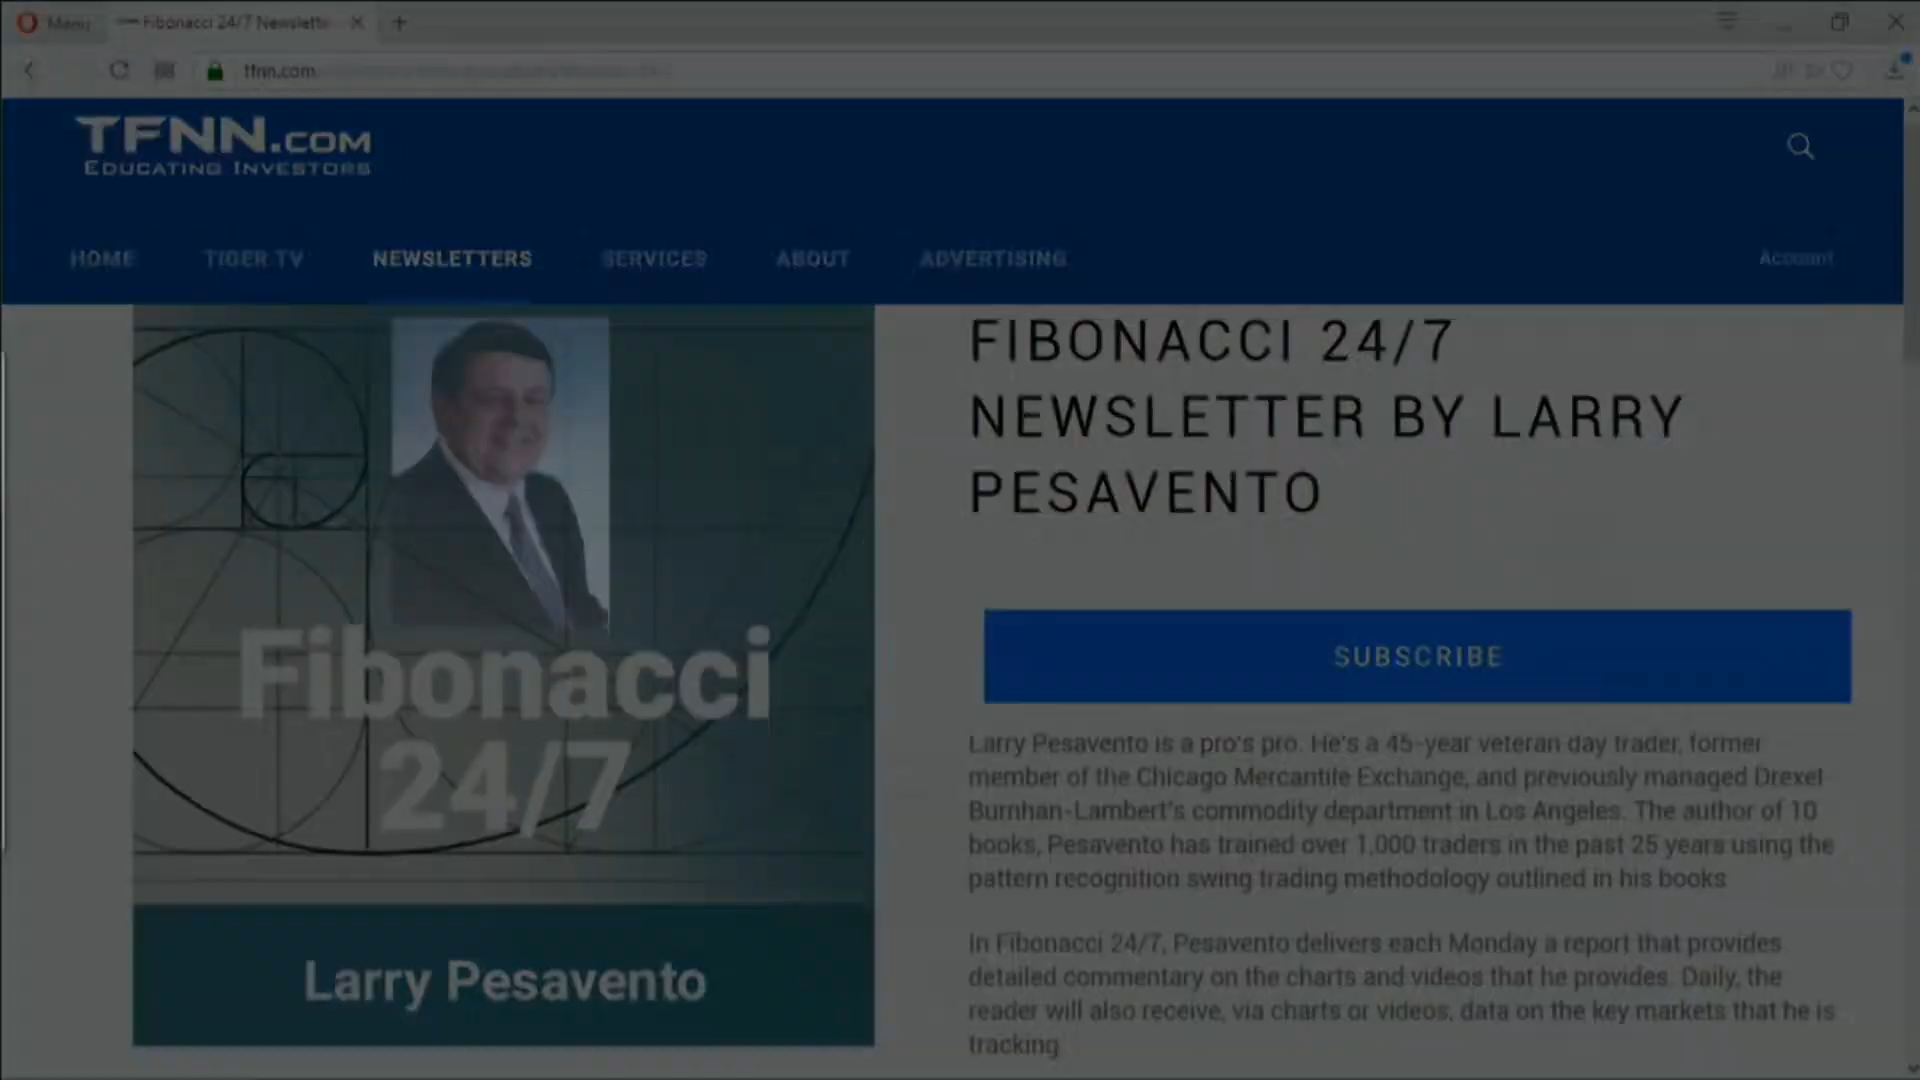 Menu
Fibonacci 24/7 Newslette
tfnn.com
TFNN.COM
EDUCATING INVESTORS
HOME TIGER TV NEWSLETTERS SERVICES ABOUT ADVERTISING Account
FIBONACCI 24/7
NEWSLETTER BY LARRY
PESAVENTO
Fibonacci
24/7
Larry Pesavento
SUBSCRIBE
Larry Pesavento is a pro's pro. He's a 45-year veteran day trader, former
member of the Chicago Mercantile Exchange, and previously managed Drexel
Burnhan-Lambert's commodity department in Los Angeles. The author of 10
books, Pesavento has trained over 1,000 traders in the past 25 years using the
pattern recognition swing trading methodology outlined in his books
In Fibonacci 24/7, Pesavento delivers each Monday a report that provides
detailed commentary on the charts and videos that he provides. Daily, the
reader will also receive, via charts or videos, data on the key markets that he is
tracking